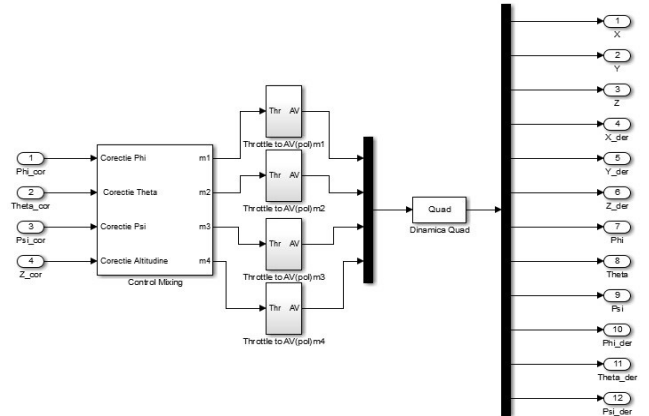 1
Phi_cor
2
Theta_cor
3
Psi_cor
4
Z_cor
Corectie Phi
Corectie Theta
Corectie Psi
Corectie Altitudine
m1
m2
m3
m4
Control Mixing
Thr AV
Throttle to AV(pol)m1
Thr AV
Throttle to AV(pol)m2
Thr AV
Throttle to AV(pol)m3
Thr AV
Throttle to AV(pol)m4
Quad
Dinamica Quad
1
X
2
Y
3
Z
4
X_der
5
Y_der
6
Z_der
7
Phi
8
Theta
9
Psi
10
Phi_der
11
Theta_der
12
Psi_der